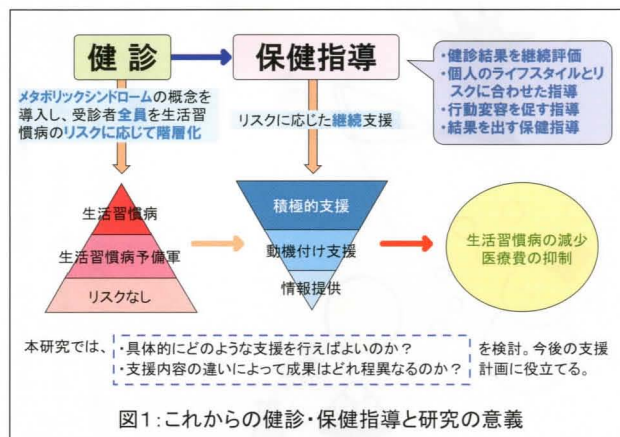 健診
保健指導
・健診結果を継続評価
・個人のライフスタイルとリ
スクに合わせた指導
・行動変容を促す指導
・結果を出す保健指導
メタボリックシンドロームの概念を
導入し、受診者全員を生活習
慣病のリスクに応じて階層化
リスクに応じた継続支援
生活習慣病
生活習慣病予備軍
リスクなし
積極的支援
動機付け支援
情報提供
生活習慣病の減少
医療費の抑制
本研究では、
・具体的にどのような支援を行えばよいのか？
・支援内容の違いによって成果はどれ程異なるのか？
を検討。今後の支援
計画に役立てる。
図1：これからの健診・保健指導と研究の意義